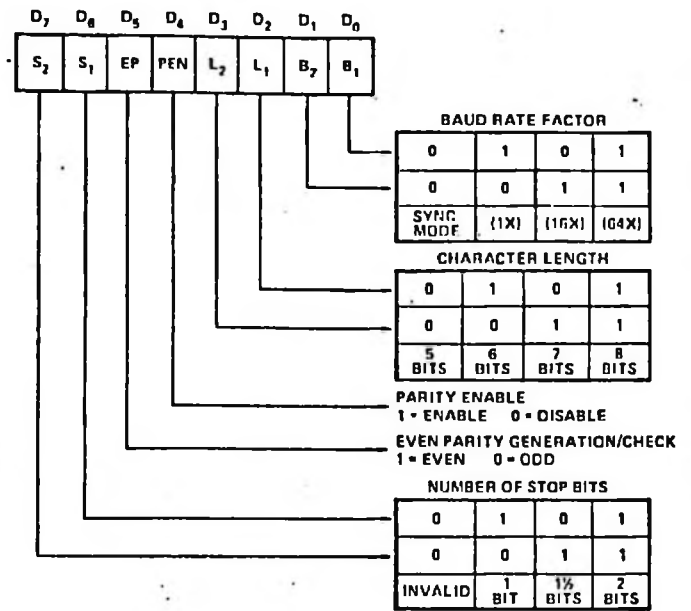 D7 D6 D5 D4 D3 D2 D1 D0
S2 S1 EP PEN L2 L1 B2 B1
BAUD RATE FACTOR
0 1 0 1
0 0 1 1
SYNC MODE (1X) (16X) (64X)
CHARACTER LENGTH
0 1 0 1
0 0 1 1
5 BITS 6 BITS 7 BITS 8 BITS
PARITY ENABLE
1 = ENABLE 0 = DISABLE
EVEN PARITY GENERATION/CHECK
1 = EVEN 0 = ODD
NUMBER OF STOP BITS
0 1 0 1
0 0 1 1
INVALID 1 BIT 1½ BITS 2 BITS